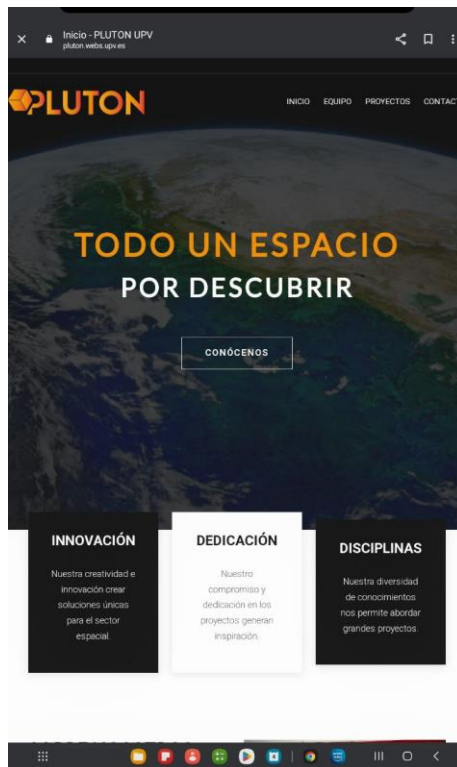 Inicio - PLUTON UPV
pluton.webs.upv.es
PLUTON
INICIO EQUIPO PROYECTOS CONTACT
TODO UN ESPACIO
POR DESCUBRIR
CONÓCENOS
INNOVACIÓN
Nuestra creatividad e
innovación crear
soluciones únicas
para el sector
espacial.
DEDICACIÓN
Nuestro
compromiso y
dedicación en los
proyectos generan
inspiración.
DISCIPLINAS
Nuestra diversidad
de conocimientos
nos permite abordar
grandes proyectos.